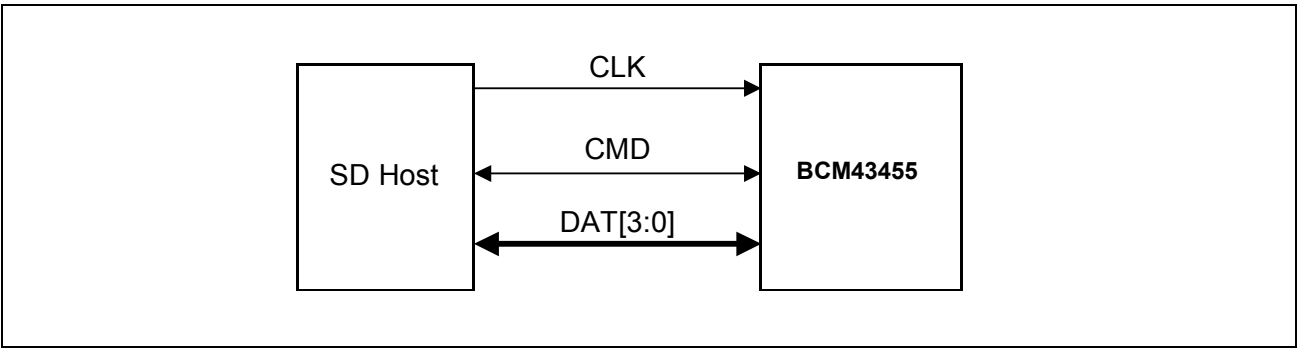 CLK
CMD
SD Host
BCM43455
DAT[3:0]